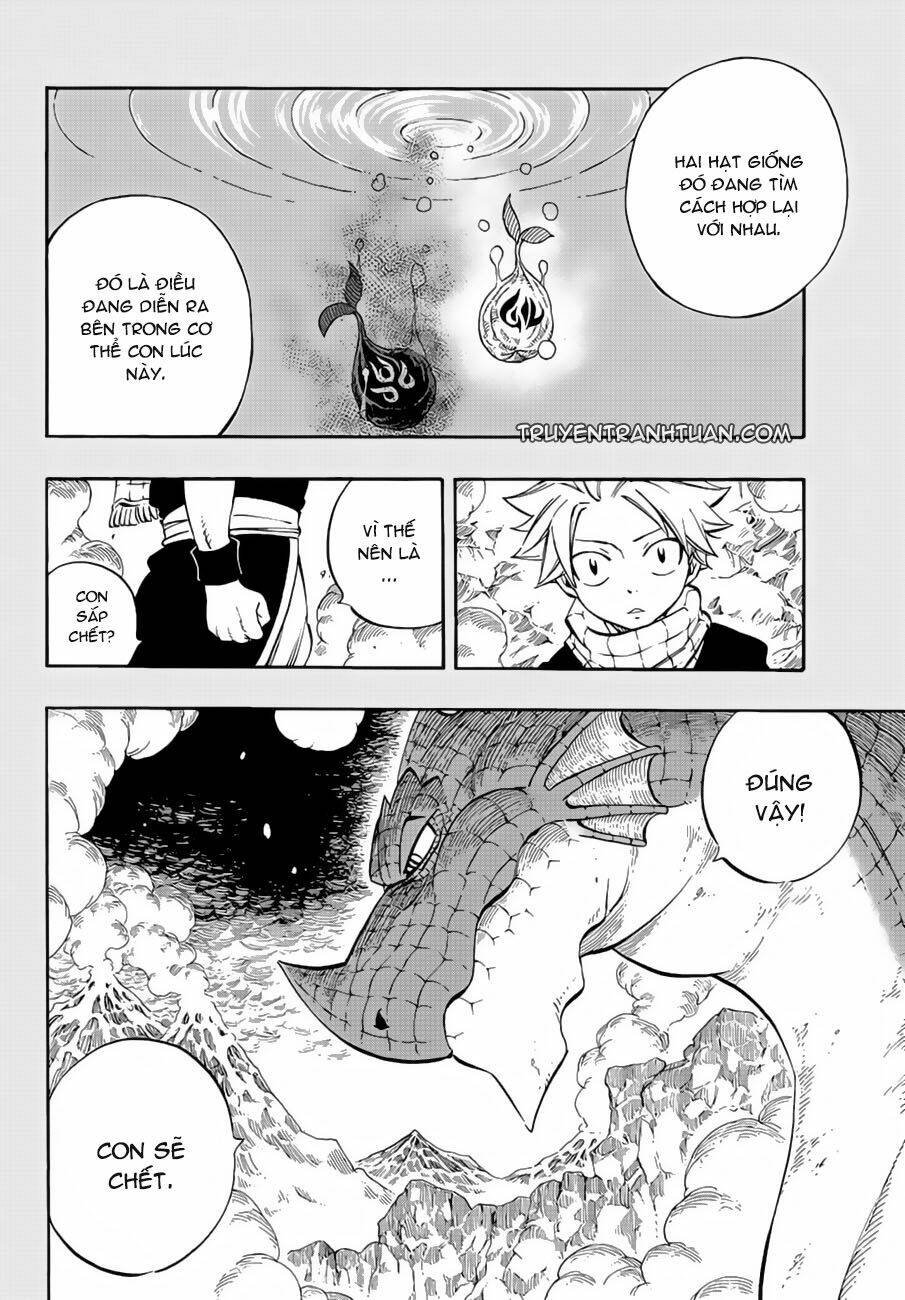 HAI HẠT GIỐNG
ĐÓ ĐANG TÌM
CÁCH HỢP LẠI
VỚI NHAU.
ĐÓ LÀ ĐIỀU
ĐANG DIỄN RA
BÊN TRONG CƠ
THỂ CON LÚC
NÀY.
TRUYENTRANHTUAN.COM
VÌ THẾ
NÊN LÀ
...
CON
SẮP
CHẾT?
ĐÚNG
VẬY!
CON SẼ
CHẾT.